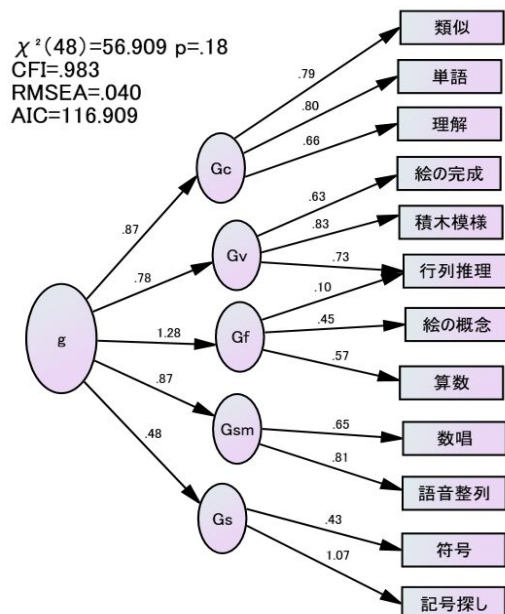 χ²(48)=56.909 p=.18
CFI=.983
RMSEA=.040
AIC=116.909
類似
.79
単語
.80
理解
.66
Gc
絵の完成
.63
積木模様
.83
.87
Gv
.73
行列推理
.78
.10
絵の概念
.45
g
1.28
Gf
.57
算数
.87
.65
数唱
Gsm
.81
.48
語音整列
.43
Gs
符号
1.07
記号探し